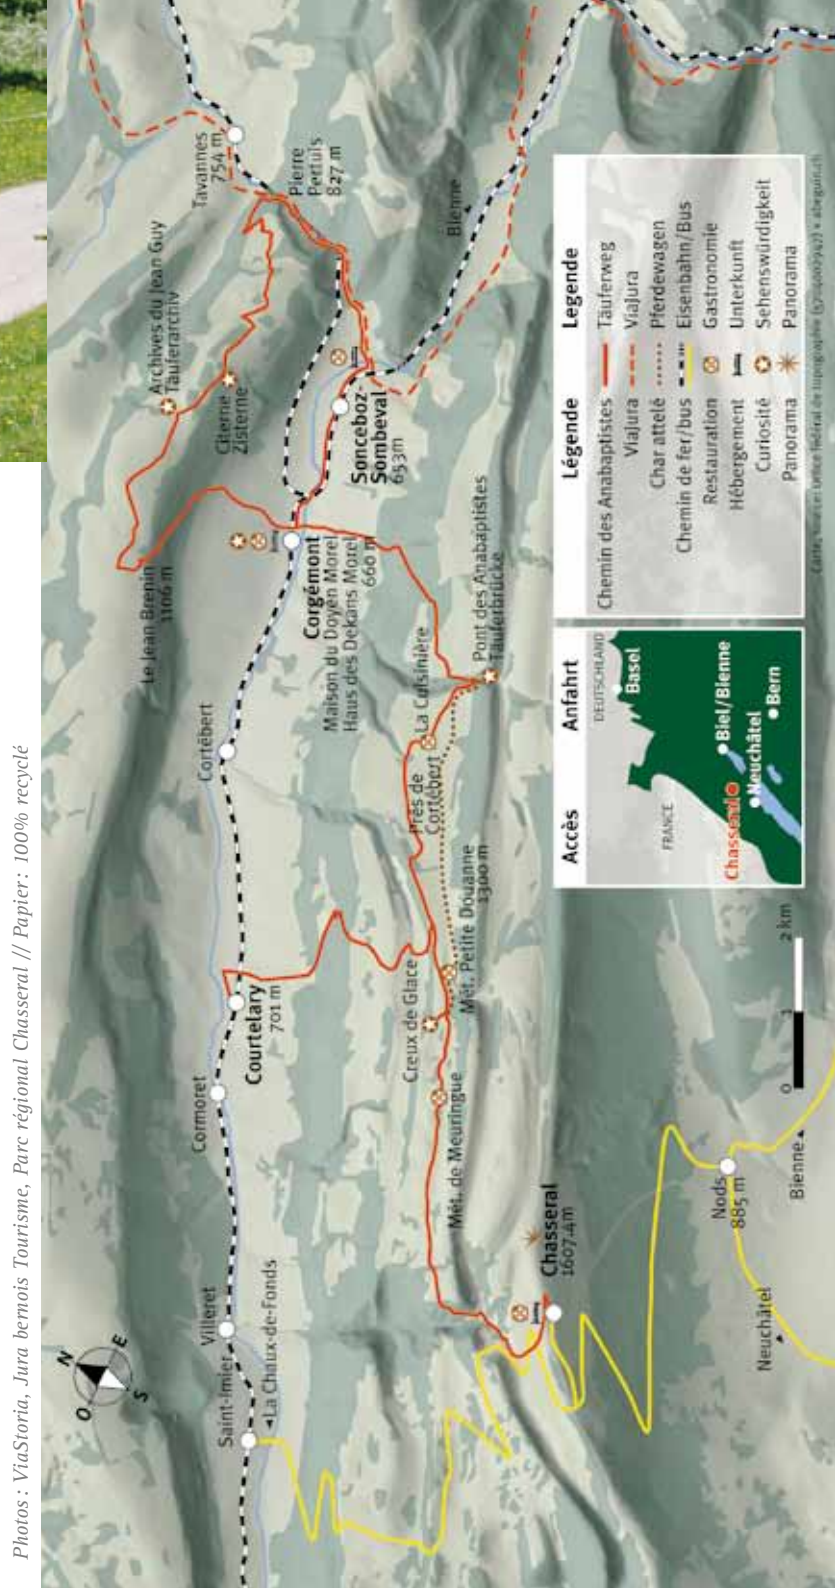 Photos : ViaStoria, Jura bernois Tourisme, Parc régional Chasseral // Papier: 100% recyclé
N
E
S
O
Saint-Imier
◄La Chaux-de-Fonds
Villeret
Cormoret
Courtelary
701 m
Cortébert
Le Jean Brenin
1106 m
Corgémont
Maison du Doyen Morel
Haus des Dekans Morel
660 m
Archives du Jean Guy
Täuferarchiv
Citerne
Zisterne
Tavannes
754 m
Pierre
Pertuis
827 m
Sonceboz-
Sombeval
653m
Bienne
Creux de Glace
Mét. de Meuringue
Mét. Petite Douanne
1300 m
Prés de
Cortébert
La Cuisinière
Pont des Anabaptistes
Täuferbrücke
Chasseral
1607.4m
Nods
885 m
Neuchâtel
Bienne
0
1
2 km
Accès
Anfahrt
DEUTSCHLAND
FRANCE
Basel
Biel/Bienne
Chasseral
Neuchâtel
Bern
Légende
Legende
Chemin des Anabaptistes
Täuferweg
Viajura
Viajura
Char attelé
Pferdewagen
Chemin de fer/bus
Eisenbahn/Bus
Restauration
Gastronomie
Hébergement
Unterkunft
Curiosité
Sehenswürdigkeit
Panorama
Panorama